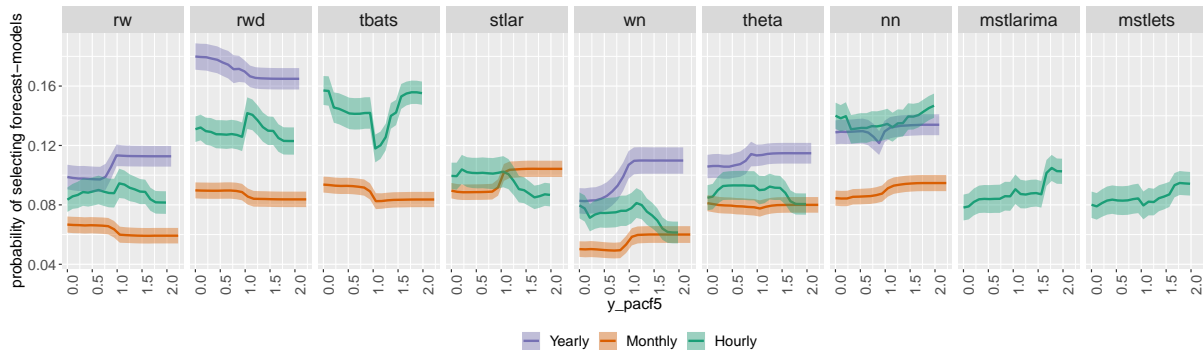 rw rwd tbats stlar wn theta nn mstlarima mstlets
probability of selecting forecast−models
0.16
0.12
0.08
0.04
0.0 0.5 1.0 1.5 2.0 0.0 0.5 1.0 1.5 2.0 0.0 0.5 1.0 1.5 2.0 0.0 0.5 1.0 1.5 2.0 0.0 0.5 1.0 1.5 2.0 0.0 0.5 1.0 1.5 2.0 0.0 0.5 1.0 1.5 2.0 0.0 0.5 1.0 1.5 2.0 0.0 0.5 1.0 1.5 2.0
y_pacf5
Yearly Monthly Hourly